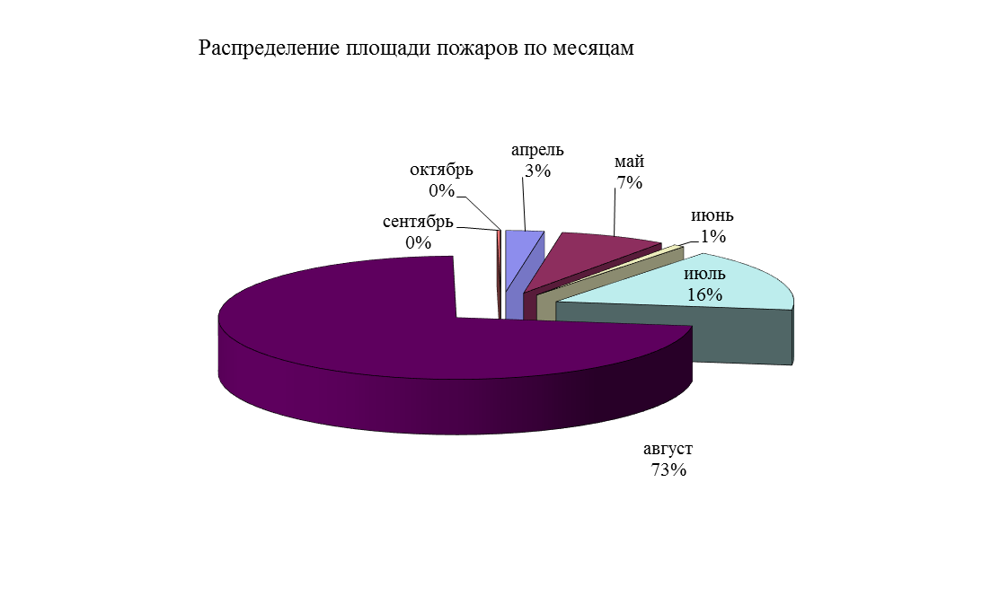 Распределение площади пожаров по месяцам
апрель
3%
май
7%
октябрь
0%
сентябрь
0%
июнь
1%
июль
16%
август
73%